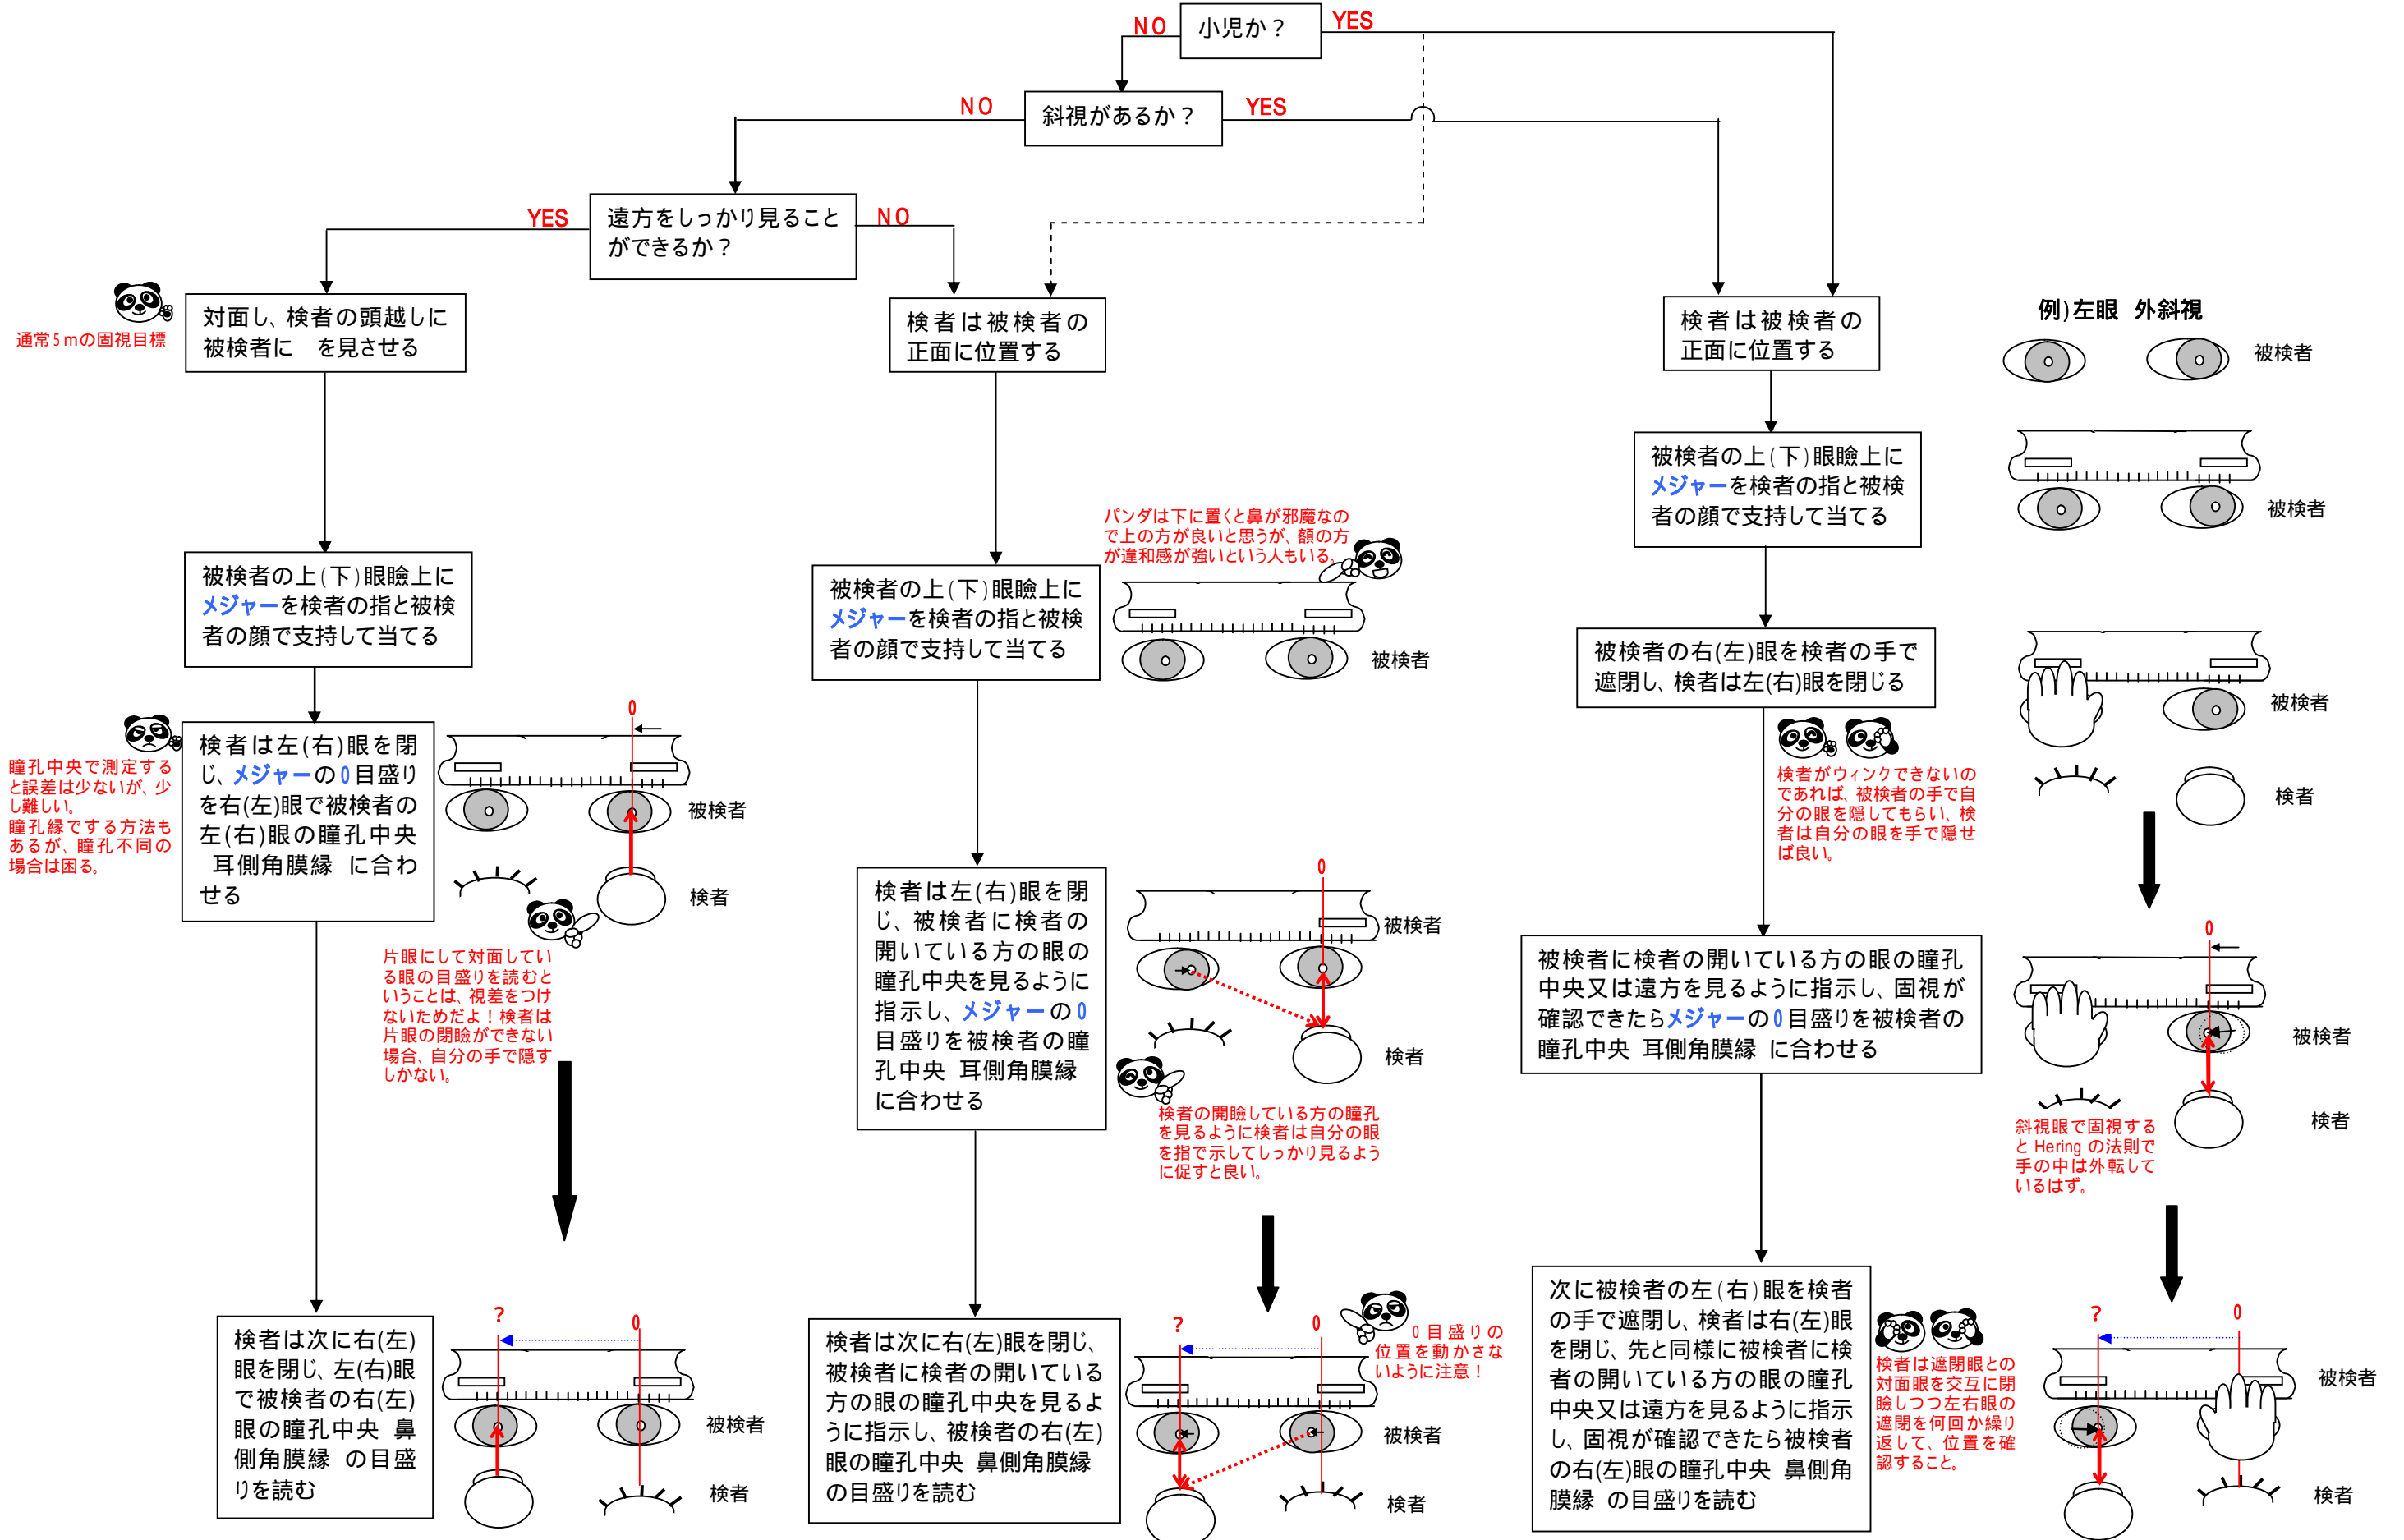 小児か？
NO
YES
斜視があるか？
NO
YES
遠方をしっかり見ること
ができるか？
YES
NO
通常５ｍの固視目標
対面し、検者の頭越しに
被検者に　を見させる
被検者の上(下)眼瞼上に
メジャーを検者の指と被検
者の顔で支持して当てる
瞳孔中央で測定する
と誤差は少ないが、少
し難しい。
瞳孔縁でする方法も
あるが、瞳孔不同の
場合は困る。
検者は左(右)眼を閉
じ、メジャーの０目盛り
を右(左)眼で被検者の
左(右)眼の瞳孔中央
　耳側角膜縁　に合わ
せる
0
被検者
検者
片眼にして対面してい
る眼の目盛りを読むと
いうことは、視差をつけ
ないためだよ！検者は
片眼の閉瞼ができない
場合、自分の手で隠す
しかない。
検者は次に右(左)
眼を閉じ、左(右)眼
で被検者の右(左)
眼の瞳孔中央　鼻
側角膜縁　の目盛
りを読む
?
0
被検者
検者
検者は被検者の
正面に位置する
パンダは下に置くと鼻が邪魔なの
で上の方が良いと思うが、額の方
が違和感が強いという人もいる。
被検者の上(下)眼瞼上に
メジャーを検者の指と被検
者の顔で支持して当てる
被検者
検者は左(右)眼を閉
じ、被検者に検者の
開いている方の眼の
瞳孔中央を見るように
指示し、メジャーの０
目盛りを被検者の瞳
孔中央　耳側角膜縁
に合わせる
0
被検者
検者
検者の開瞼している方の瞳孔
を見るように検者は自分の眼
を指で示してしっかり見るよう
に促すと良い。
検者は次に右(左)眼を閉じ、
被検者に検者の開いている
方の眼の瞳孔中央を見るよ
うに指示し、被検者の右(左)
眼の瞳孔中央　鼻側角膜縁
の目盛りを読む
?
0
０目盛りの
位置を動かさな
いように注意！
被検者
検者
検者は被検者の
正面に位置する
例）左眼　外斜視
被検者
被検者の上(下)眼瞼上に
メジャーを検者の指と被検
者の顔で支持して当てる
被検者
被検者の右(左)眼を検者の手で
遮閉し、検者は左(右)眼を閉じる
被検者
検者
検者がウィンクできないの
であれば、被検者の手で自
分の眼を隠してもらい、検
者は自分の眼を手で隠せ
ば良い。
被検者に検者の開いている方の眼の瞳孔
中央又は遠方を見るように指示し、固視が
確認できたらメジャーの０目盛りを被検者の
瞳孔中央　耳側角膜縁　に合わせる
0
被検者
検者
斜視眼で固視する
と Hering の法則で
手の中は外転して
いるはず。
次に被検者の左(右)眼を検者
の手で遮閉し、検者は右(左)眼
を閉じ、先と同様に被検者に検
者の開いている方の眼の瞳孔
中央又は遠方を見るように指示
し、固視が確認できたら被検者
の右(左)眼の瞳孔中央　鼻側角
膜縁　の目盛りを読む
検者は遮閉眼との
対面眼を交互に閉
瞼しつつ左右眼の
遮閉を何回か繰り
返して、位置を確
認すること。
?
0
被検者
検者